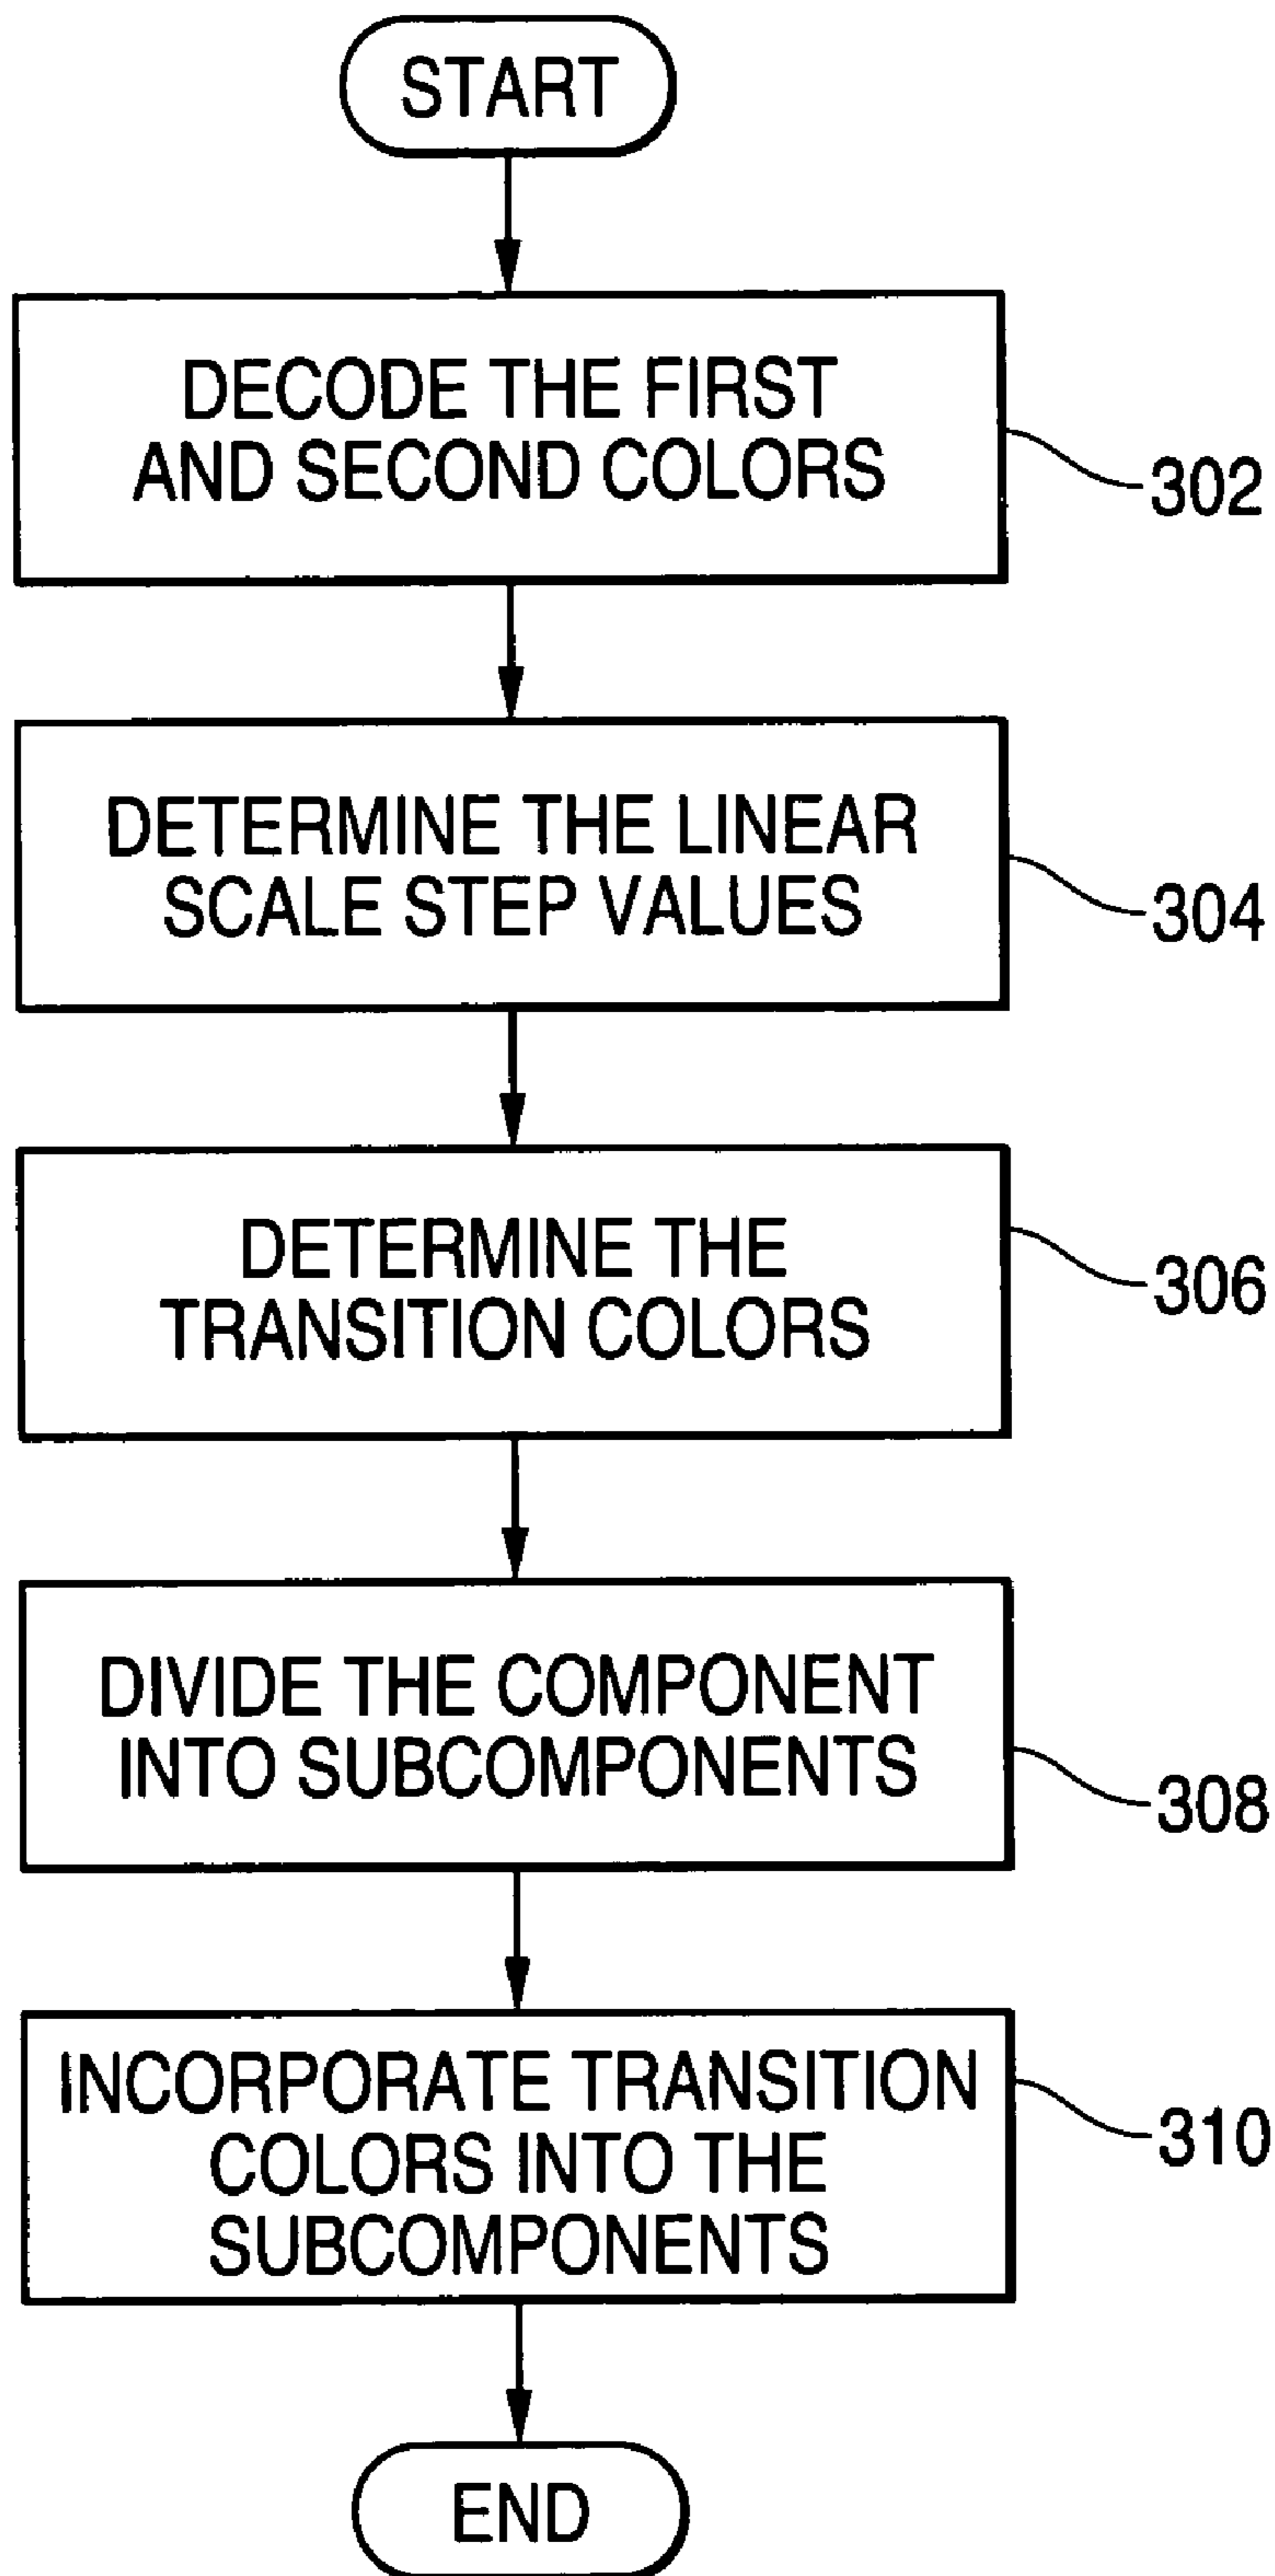 START
DECODE THE FIRST
AND SECOND COLORS
302
DETERMINE THE LINEAR
SCALE STEP VALUES
304
DETERMINE THE
TRANSITION COLORS
306
DIVIDE THE COMPONENT
INTO SUBCOMPONENTS
308
INCORPORATE TRANSITION
COLORS INTO THE
SUBCOMPONENTS
310
END